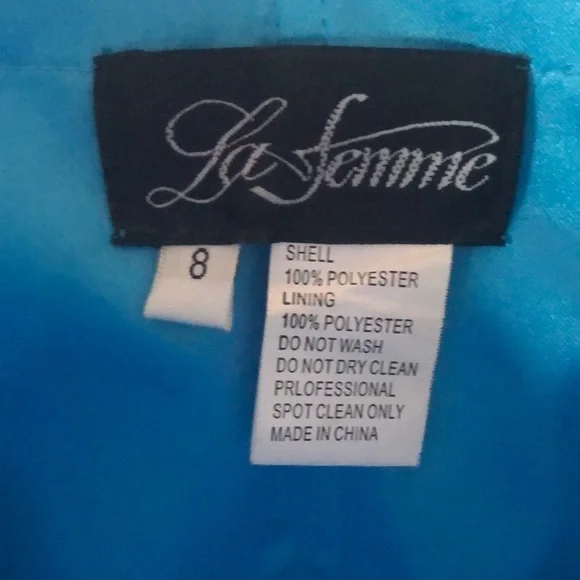 La Femme
8
SHELL
100% POLYESTER
LINING
100% POLYESTER
DO NOT WASH
DO NOT DRY CLEAN
PRLOFESSIONAL
SPOT CLEAN ONLY
MADE IN CHINA